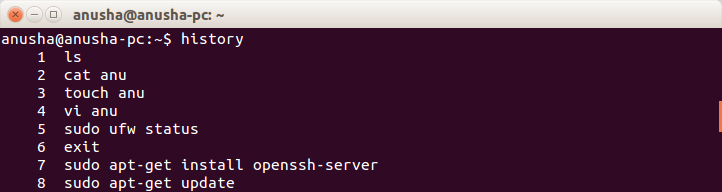 anusha@anusha-pc: ~
anusha@anusha-pc:~$ history
1 ls
2 cat anu
3 touch anu
4 vi anu
5 sudo ufw status
6 exit
7 sudo apt-get install openssh-server
8 sudo apt-get update